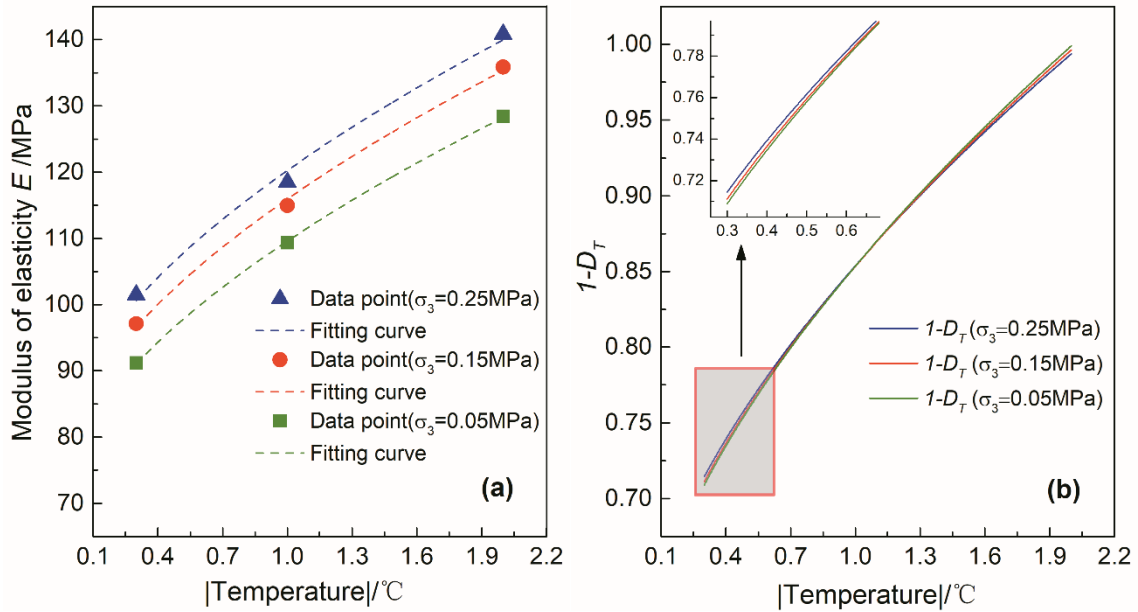 Modulus of elasticity E /MPa
140
130
120
110
100
90
80
70
Data point(σ3=0.25MPa)
Fitting curve
Data point(σ3=0.15MPa)
Fitting curve
Data point(σ3=0.05MPa)
Fitting curve
(a)
0.1 0.4 0.7 1.0 1.3 1.6 1.9 2.2
|Temperature|/℃
1-DT
1.00
0.95
0.90
0.85
0.80
0.75
0.70
0.78
0.76
0.74
0.72
0.3 0.4 0.5 0.6
1-DT (σ3=0.25MPa)
1-DT (σ3=0.15MPa)
1-DT (σ3=0.05MPa)
(b)
0.1 0.4 0.7 1.0 1.3 1.6 1.9 2.2
|Temperature|/℃